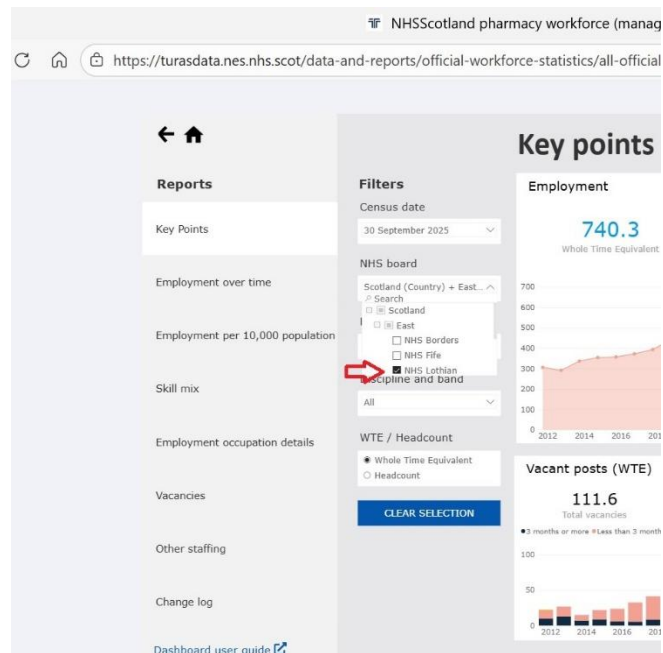 NHSScotland pharmacy workforce (manag
https://turasdata.nes.nhs.scot/data-and-reports/official-workforce-statistics/all-official
Key points
Reports
Key Points
Employment over time
Employment per 10,000 population
Skill mix
Employment occupation details
Vacancies
Other staffing
Change log
Dashboard user guide
Filters
Census date
30 September 2025
NHS board
Scotland (Country) + East...
Search
Scotland
East
NHS Borders
NHS Fife
NHS Lothian
Discipline and band
All
WTE / Headcount
Whole Time Equivalent
Headcount
CLEAR SELECTION
Employment
740.3
Whole Time Equivalent
700
600
500
400
300
200
100
0
2012 2014 2016 201
Vacant posts (WTE)
111.6
Total vacancies
3 months or more Less than 3 month
100
50
0
2012 2014 2016 201